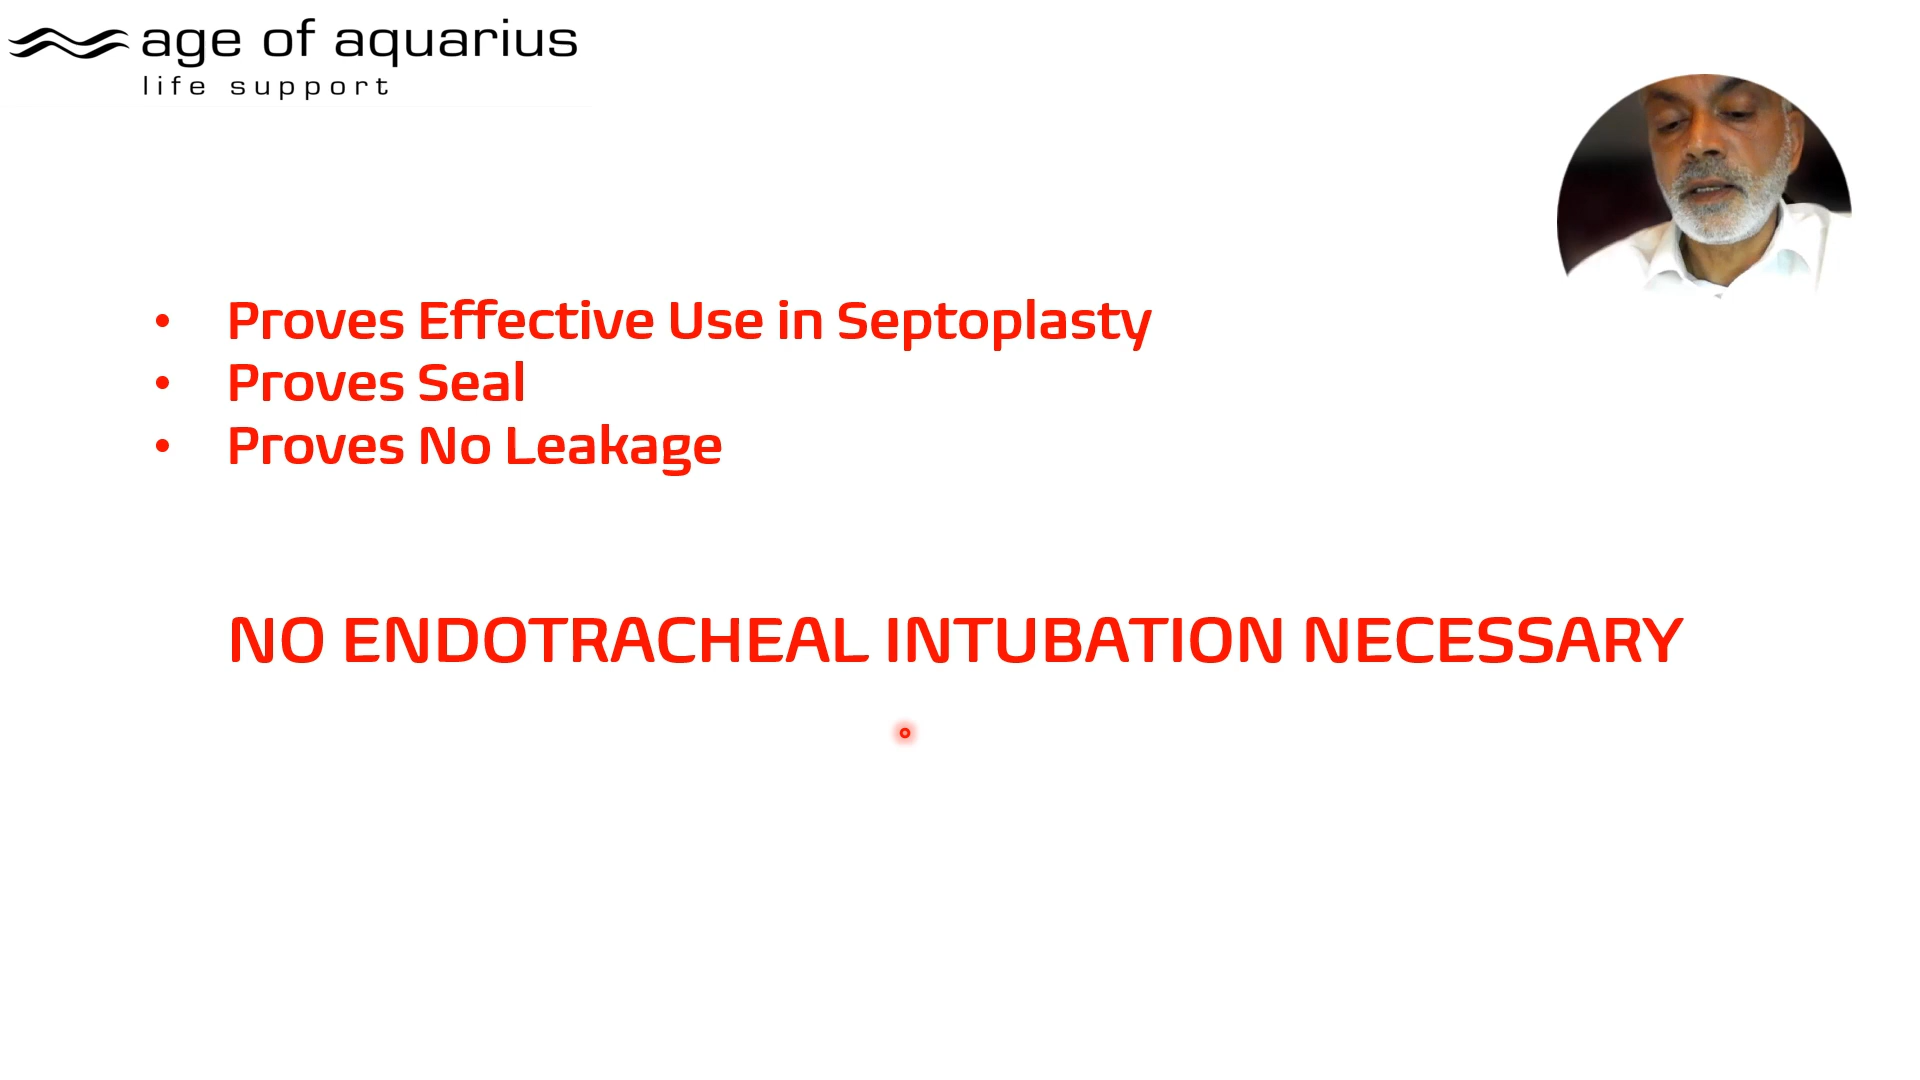 age of aquarius
life support
• Proves Effective Use in Septoplasty
• Proves Seal
• Proves No Leakage
NO ENDOTRACHEAL INTUBATION NECESSARY